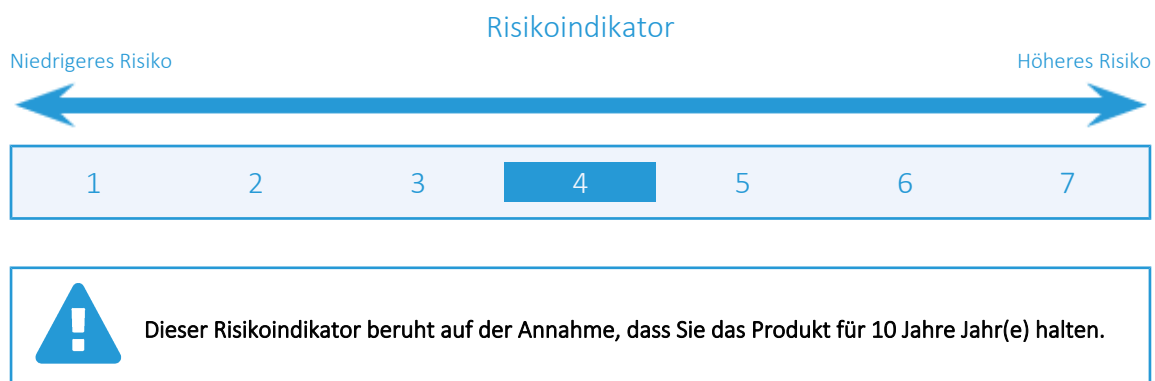 Risikoindikator
Niedrigeres Risiko Höheres Risiko
1 2 3 4 5 6 7
Dieser Risikoindikator beruht auf der Annahme, dass Sie das Produkt für 10 Jahre Jahr(e) halten.